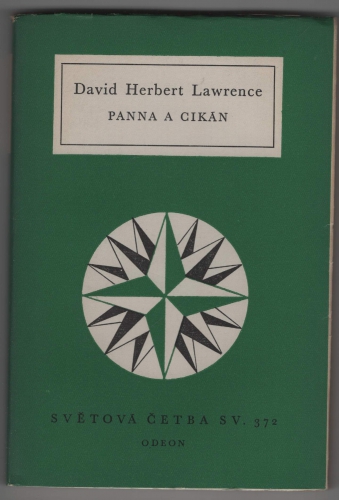 David Herbert Lawrence
PANNA A CIKÁN
SVĚTOVÁ ČETBA SV. 372
ODEON